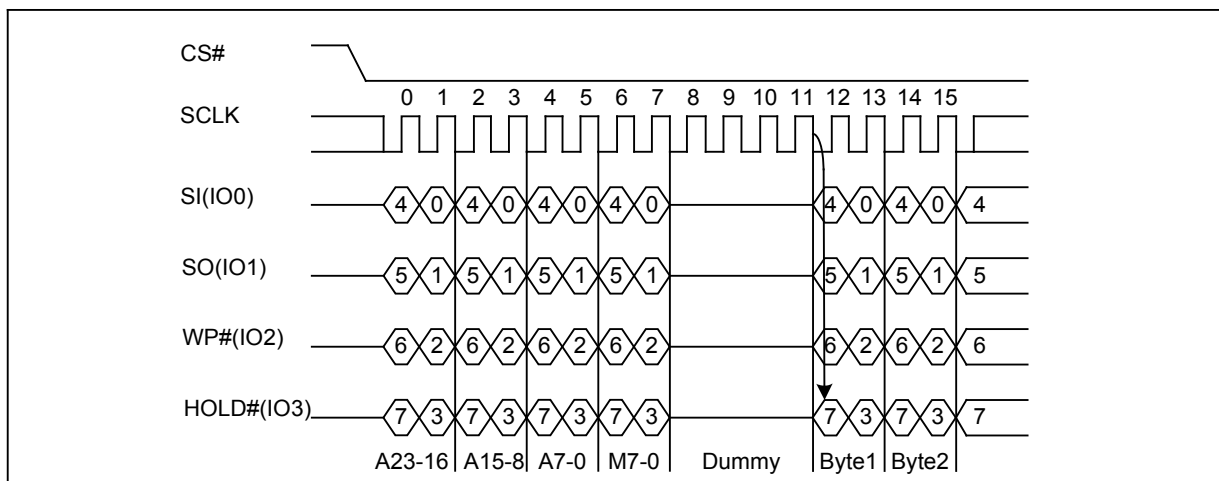 CS#
0 1 2 3 4 5 6 7 8 9 10 11 12 13 14 15
SCLK
SI(IO0) 4 0 4 0 4 0 4 0 4 0 4 0 4
SO(IO1) 5 1 5 1 5 1 5 1 5 1 5 1 5
WP#(IO2) 6 2 6 2 6 2 6 2 6 2 6 2 6
HOLD#(IO3) 7 3 7 3 7 3 7 3 7 3 7 3 7
A23-16 A15-8 A7-0 M7-0 Dummy Byte1 Byte2